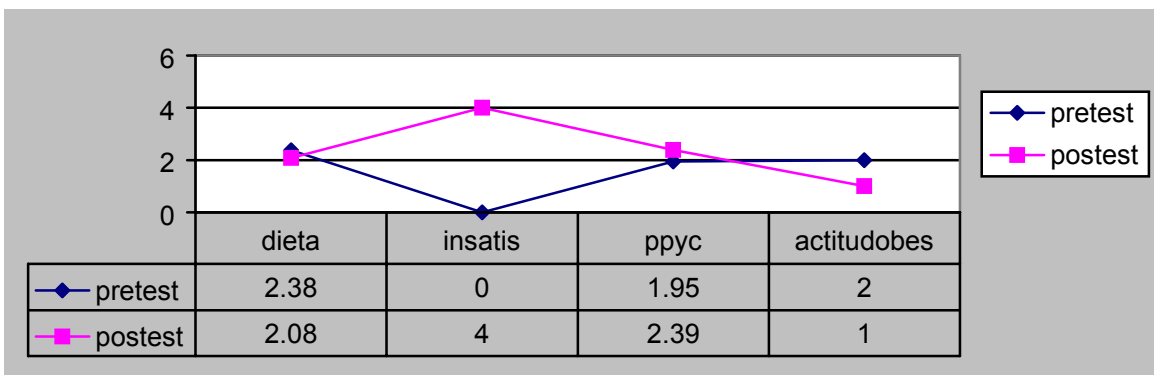 6
4
2
0
pretest
postest
dieta insatis ppyc actitudobes
pretest 2.38 0 1.95 2
postest 2.08 4 2.39 1